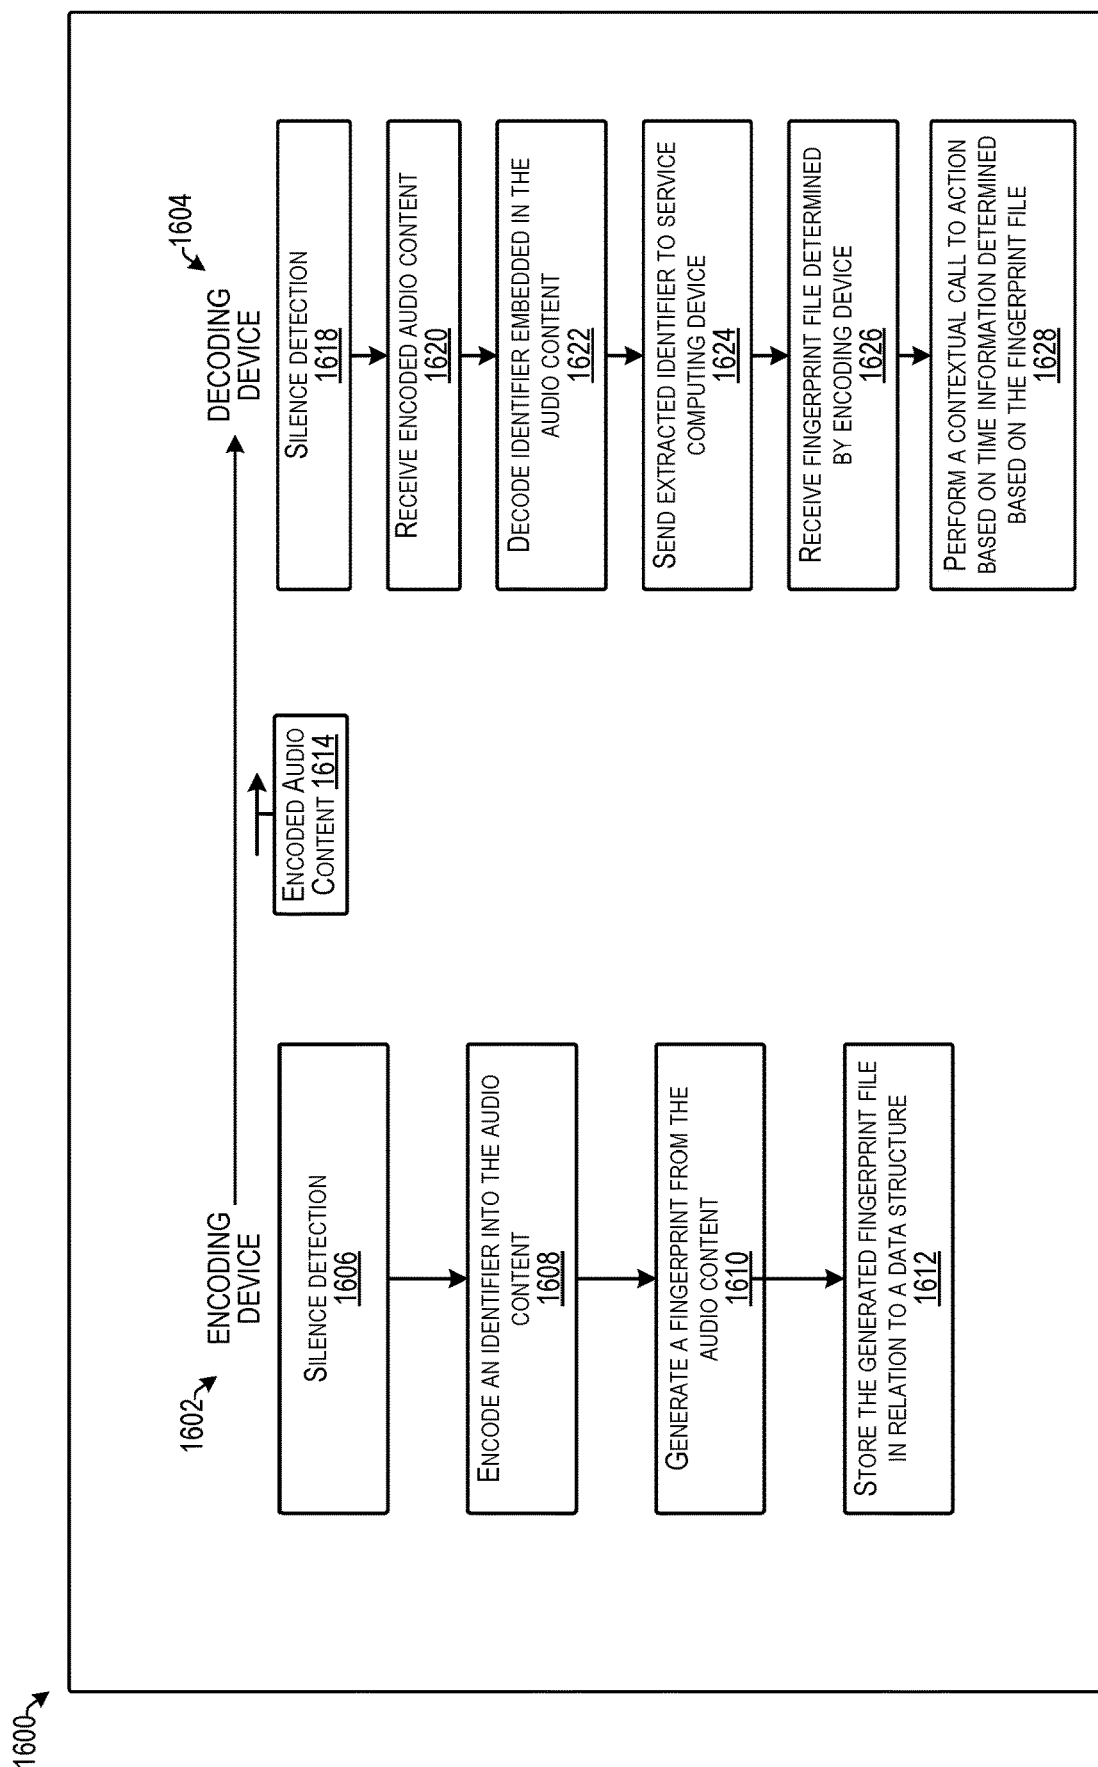 1600
1602
ENCODING
DEVICE
1604
DECODING
DEVICE
ENCODED AUDIO
CONTENT 1614
SILENCE DETECTION
1606
ENCODE AN IDENTIFIER INTO THE AUDIO
CONTENT
1608
GENERATE A FINGERPRINT FROM THE
AUDIO CONTENT
1610
STORE THE GENERATED FINGERPRINT FILE
IN RELATION TO A DATA STRUCTURE
1612
SILENCE DETECTION
1618
RECEIVE ENCODED AUDIO CONTENT
1620
DECODE IDENTIFIER EMBEDDED IN THE
AUDIO CONTENT
1622
SEND EXTRACTED IDENTIFIER TO SERVICE
COMPUTING DEVICE
1624
RECEIVE FINGERPRINT FILE DETERMINED
BY ENCODING DEVICE
1626
PERFORM A CONTEXTUAL CALL TO ACTION
BASED ON TIME INFORMATION DETERMINED
BASED ON THE FINGERPRINT FILE
1628